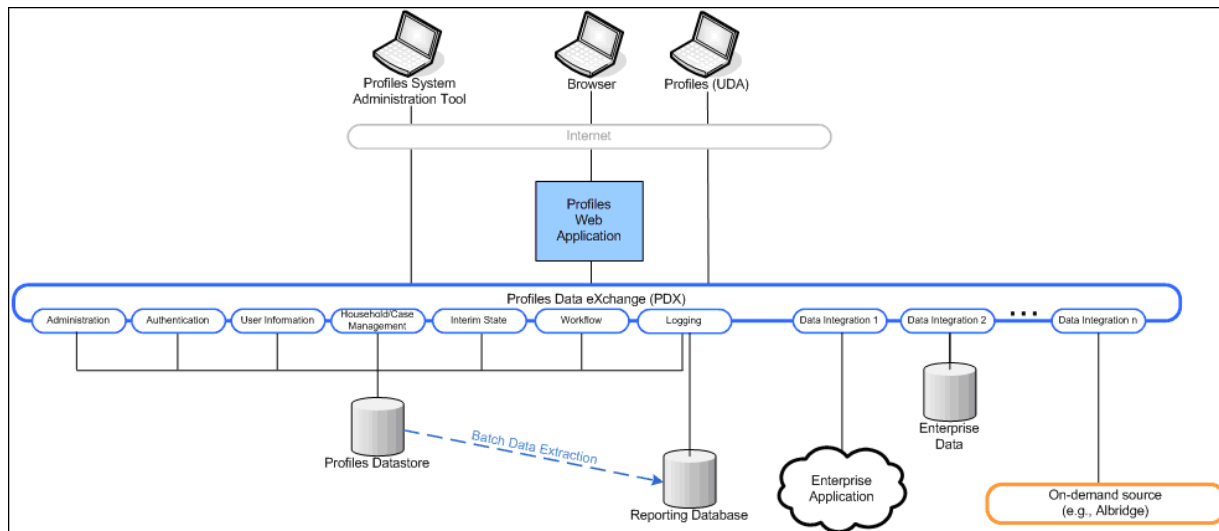 Profiles System
Administration Tool
Browser
Profiles (UDA)
Internet
Profiles
Web
Application
Profiles Data eXchange (PDX)
Administration
Authentication
User Information
Household/Case
Management
Interim State
Workflow
Logging
Data Integration 1
Data Integration 2
...
Data Integration n
Profiles Datastore
Batch Data Extraction
Reporting Database
Enterprise
Application
Enterprise
Data
On-demand source
(e.g., Albridge)